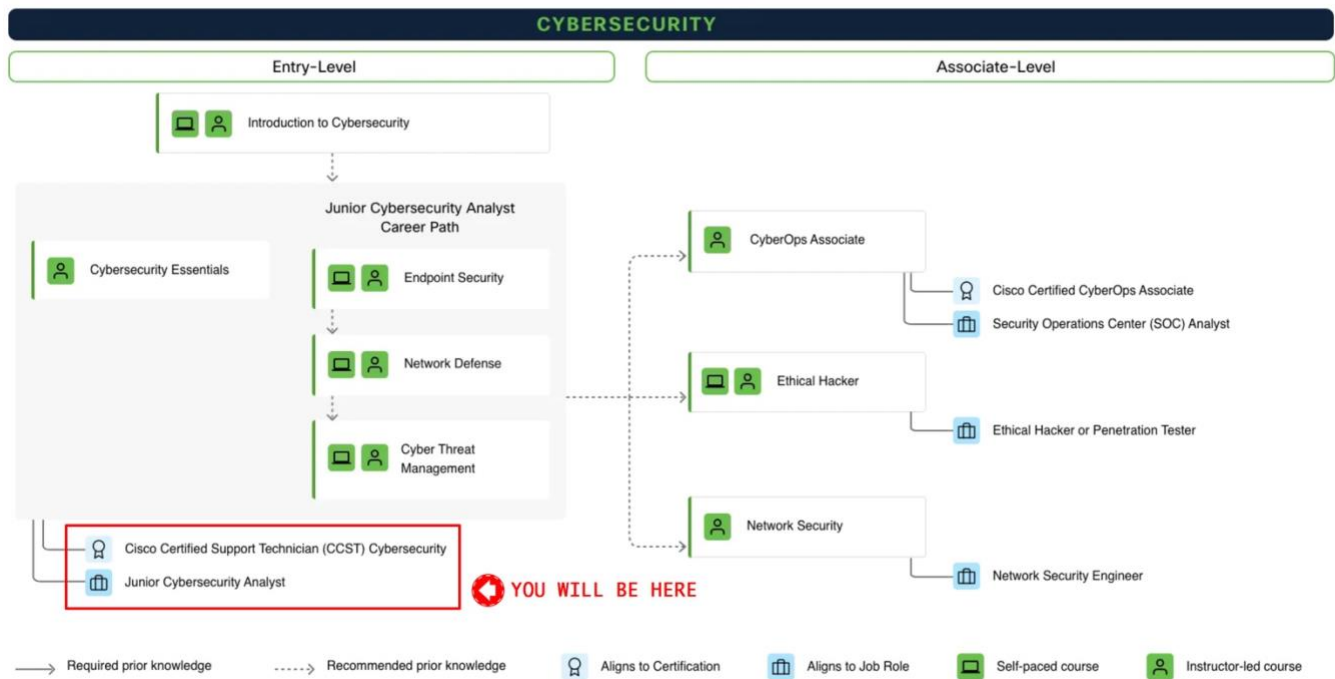 CYBERSECURITY
Entry-Level
Associate-Level
Introduction to Cybersecurity
Junior Cybersecurity Analyst
Career Path
Cybersecurity Essentials
Endpoint Security
Network Defense
Cyber Threat
Management
Cisco Certified Support Technician (CCST) Cybersecurity
Junior Cybersecurity Analyst
YOU WILL BE HERE
CyberOps Associate
Cisco Certified CyberOps Associate
Security Operations Center (SOC) Analyst
Ethical Hacker
Ethical Hacker or Penetration Tester
Network Security
Network Security Engineer
Required prior knowledge
Recommended prior knowledge
Aligns to Certification
Aligns to Job Role
Self-paced course
Instructor-led course